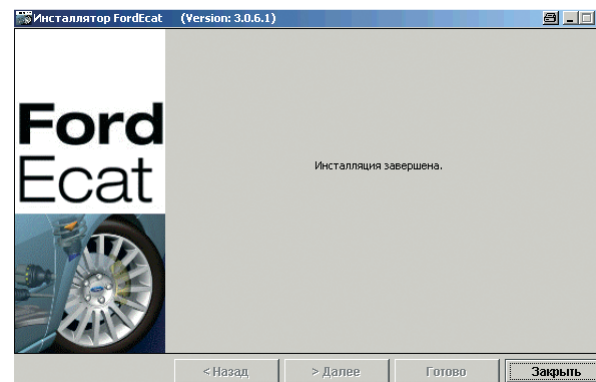 Инсталлятор FordEcat (Version: 3.0.6.1)
Ford
Ecat
Инсталляция завершена.
< Назад > Далее Готово Закрыть